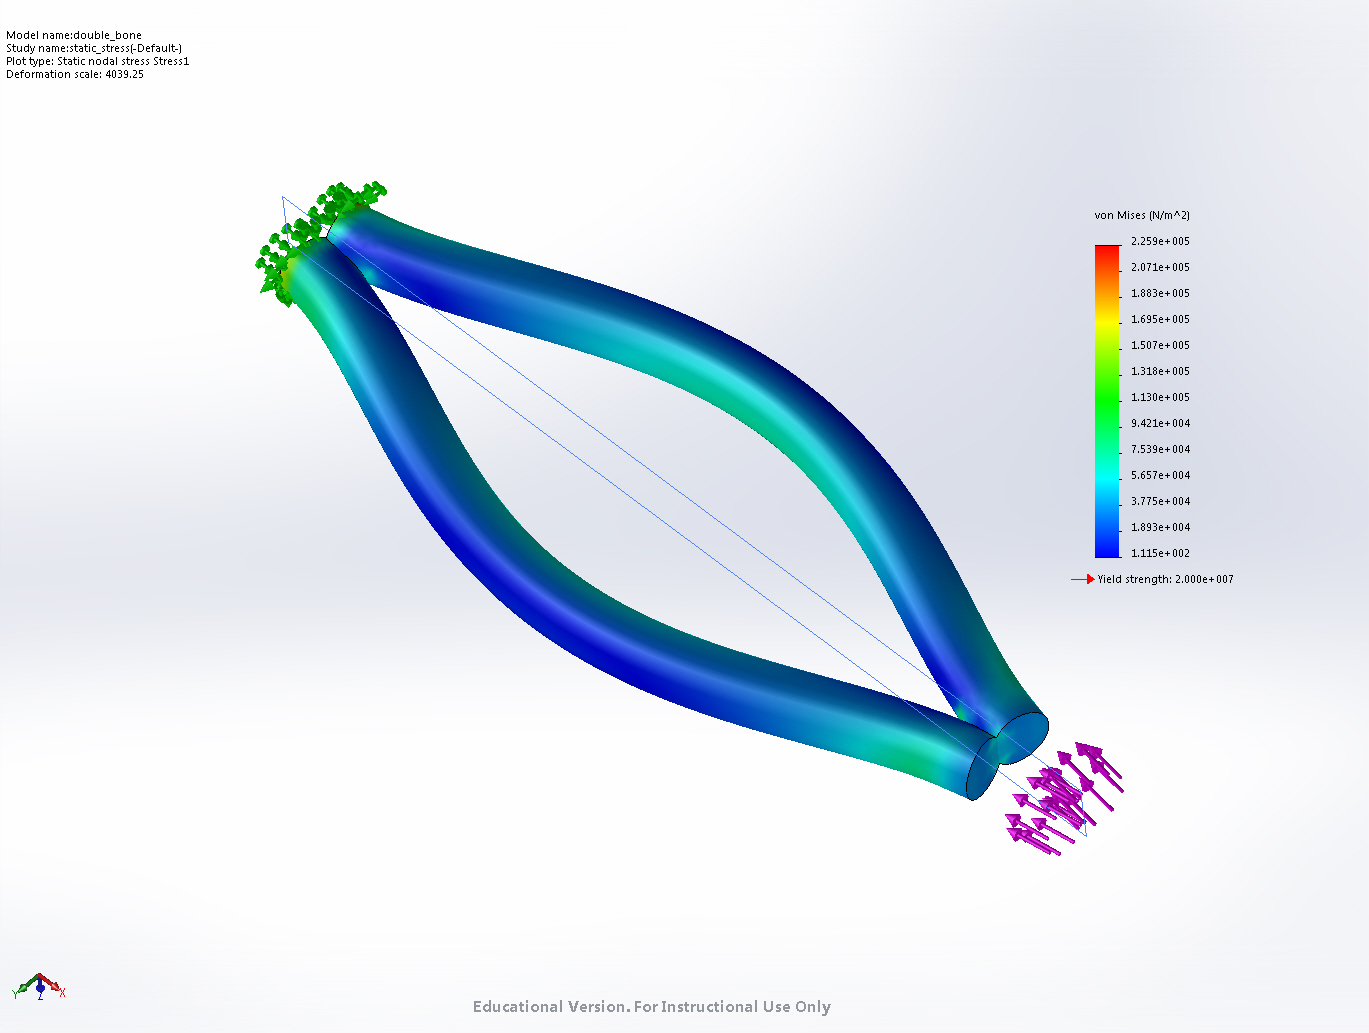 Model name:double_bone
Study name:static_stress(-Default-)
Plot type: Static nodal stress Stress1
Deformation scale: 4039.25
von Mises (N/m^2)
2.259e+005
2.071e+005
1.883e+005
1.695e+005
1.507e+005
1.318e+005
1.130e+005
9.421e+004
7.539e+004
5.657e+004
3.775e+004
1.893e+004
1.115e+002
Yield strength: 2.000e+007
Y
Z
X
Educational Version. For Instructional Use Only